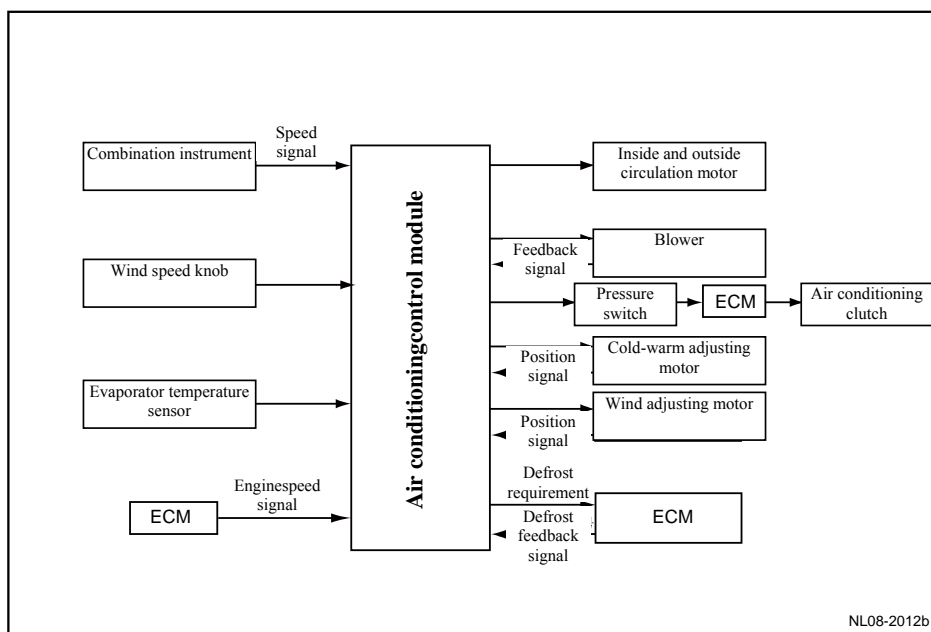 Speed
signal
Combination instrument
Wind speed knob
Evaporator temperature
sensor
Enginespeed
signal
ECM
Air conditioningcontrol module
Inside and outside
circulation motor
Blower
Feedback
signal
Pressure
switch
ECM
Air conditioning
clutch
Cold-warm adjusting
motor
Position
signal
Wind adjusting motor
Position
signal
Defrost
requirement
Defrost
feedback
signal
ECM
NL08-2012b